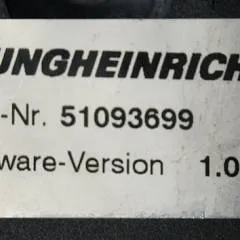 UNGHEINRICH
-Nr. 51093699
ware-Version 1.0